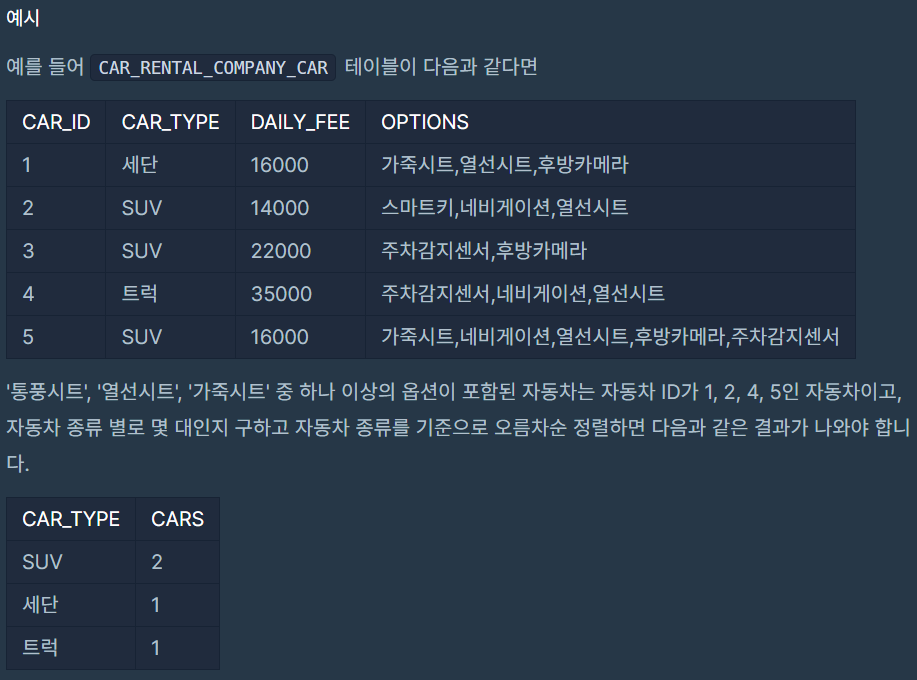 예시
예를 들어 CAR_RENTAL_COMPANY_CAR 테이블이 다음과 같다면
CAR_ID CAR_TYPE DAILY_FEE OPTIONS
1 세단 16000 가죽시트,열선시트,후방카메라
2 SUV 14000 스마트키,네비게이션,열선시트
3 SUV 22000 주차감지센서,후방카메라
4 트럭 35000 주차감지센서,네비게이션,열선시트
5 SUV 16000 가죽시트,네비게이션,열선시트,후방카메라,주차감지센서
'통풍시트', '열선시트', '가죽시트' 중 하나 이상의 옵션이 포함된 자동차는 자동차 ID가 1, 2, 4, 5인 자동차이고,
자동차 종류 별로 몇 대인지 구하고 자동차 종류를 기준으로 오름차순 정렬하면 다음과 같은 결과가 나와야 합니
다.
CAR_TYPE CARS
SUV 2
세단 1
트럭 1